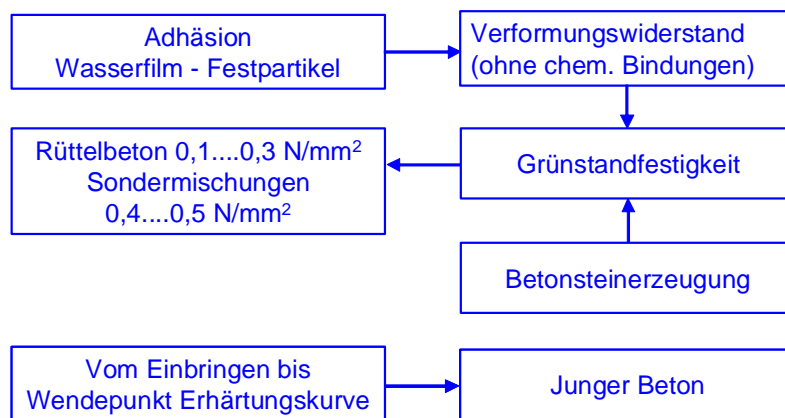 Adhäsion
Wasserfilm - Festpartikel
Verformungswiderstand
(ohne chem. Bindungen)
Rüttelbeton 0,1....0,3 N/mm²
Sondermischungen
0,4....0,5 N/mm²
Grünstandfestigkeit
Betonsteinerzeugung
Vom Einbringen bis
Wendepunkt Erhärtungskurve
Junger Beton